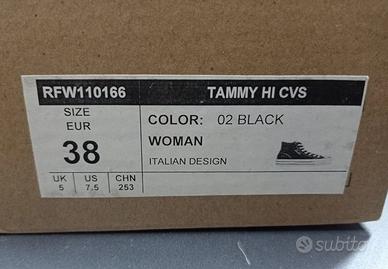 RFW110166 TAMMY HI CVS
SIZE
EUR
38
COLOR: 02 BLACK
WOMAN
ITALIAN DESIGN
UK US CHN
5 7.5 253
subito